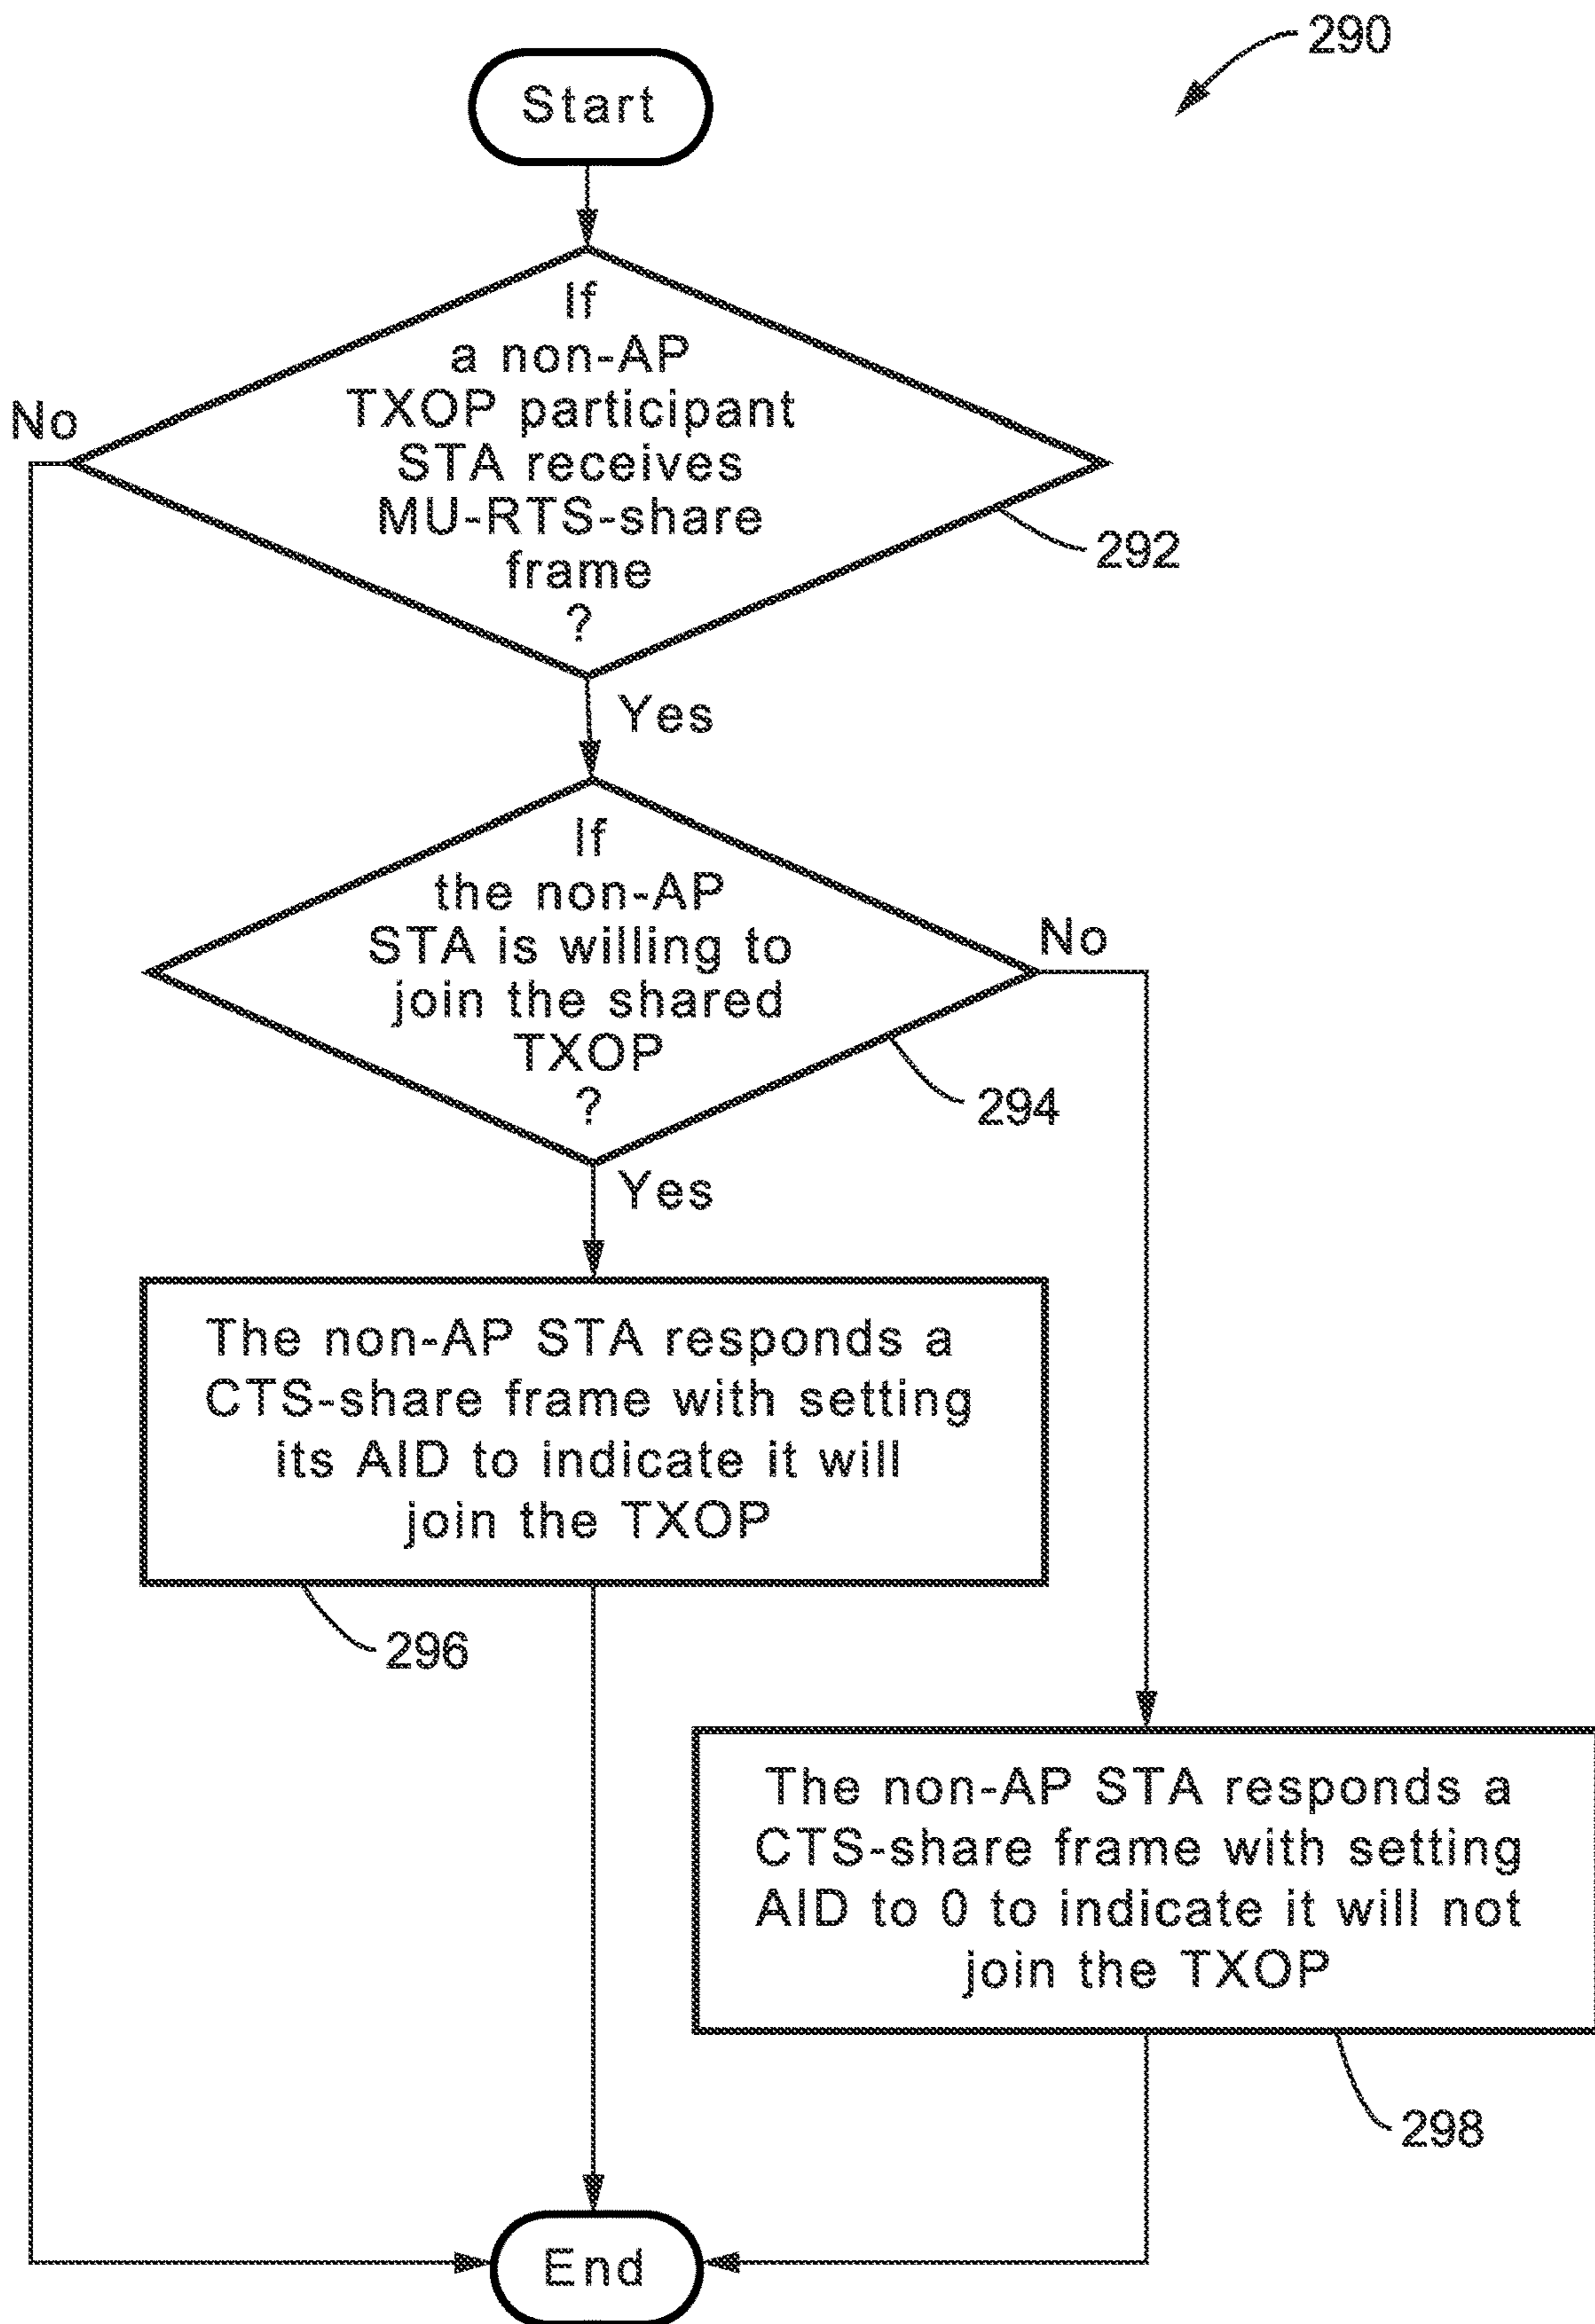 290
Start
If
a non-AP
TXOP participant
STA receives
MU-RTS-share
frame
?
No
292
Yes
If
the non-AP
STA is willing to
join the shared
TXOP
?
No
294
Yes
The non-AP STA responds a
CTS-share frame with setting
its AID to indicate it will
join the TXOP
296
The non-AP STA responds a
CTS-share frame with setting
AID to 0 to indicate it will not
join the TXOP
298
End